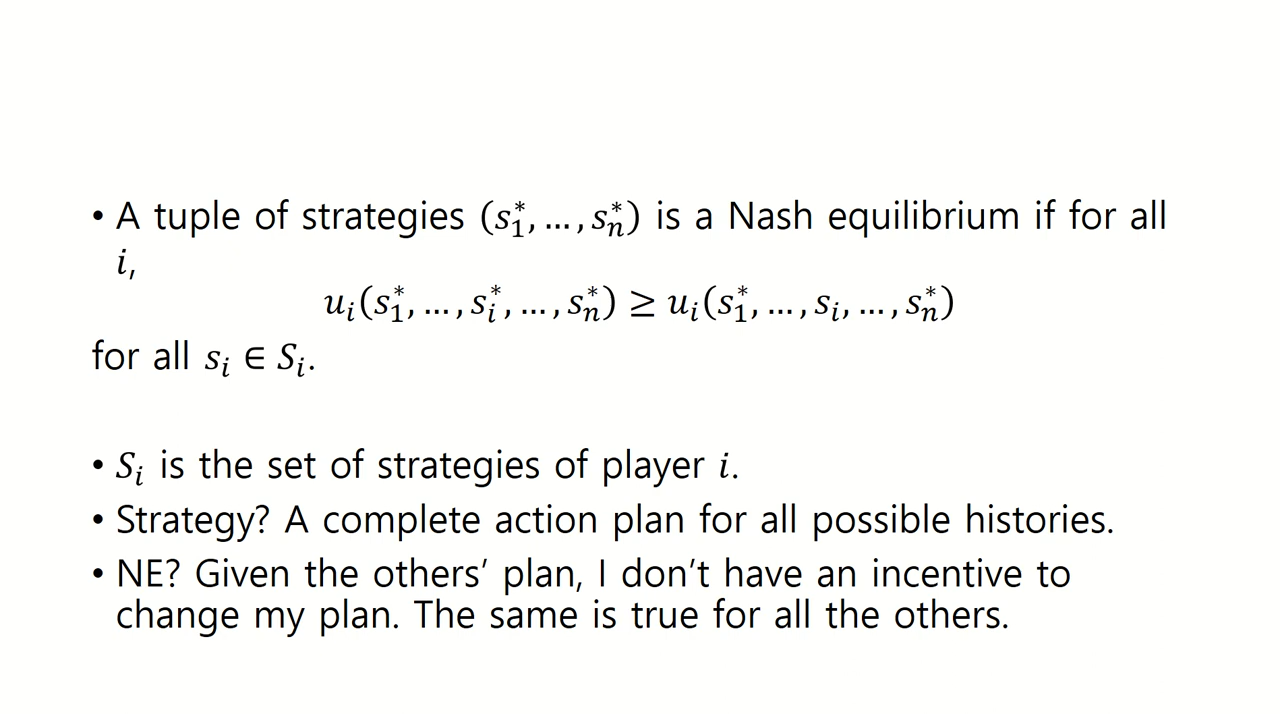 • A tuple of strategies (s₁*, … , sₙ*) is a Nash equilibrium if for all
i,
uᵢ(s₁*, … , sᵢ*, … , sₙ*) ≥ uᵢ(s₁*, … , sᵢ, … , sₙ*)
for all sᵢ ∈ Sᵢ.
• Sᵢ is the set of strategies of player i.
• Strategy? A complete action plan for all possible histories.
• NE? Given the others’ plan, I don’t have an incentive to
change my plan. The same is true for all the others.